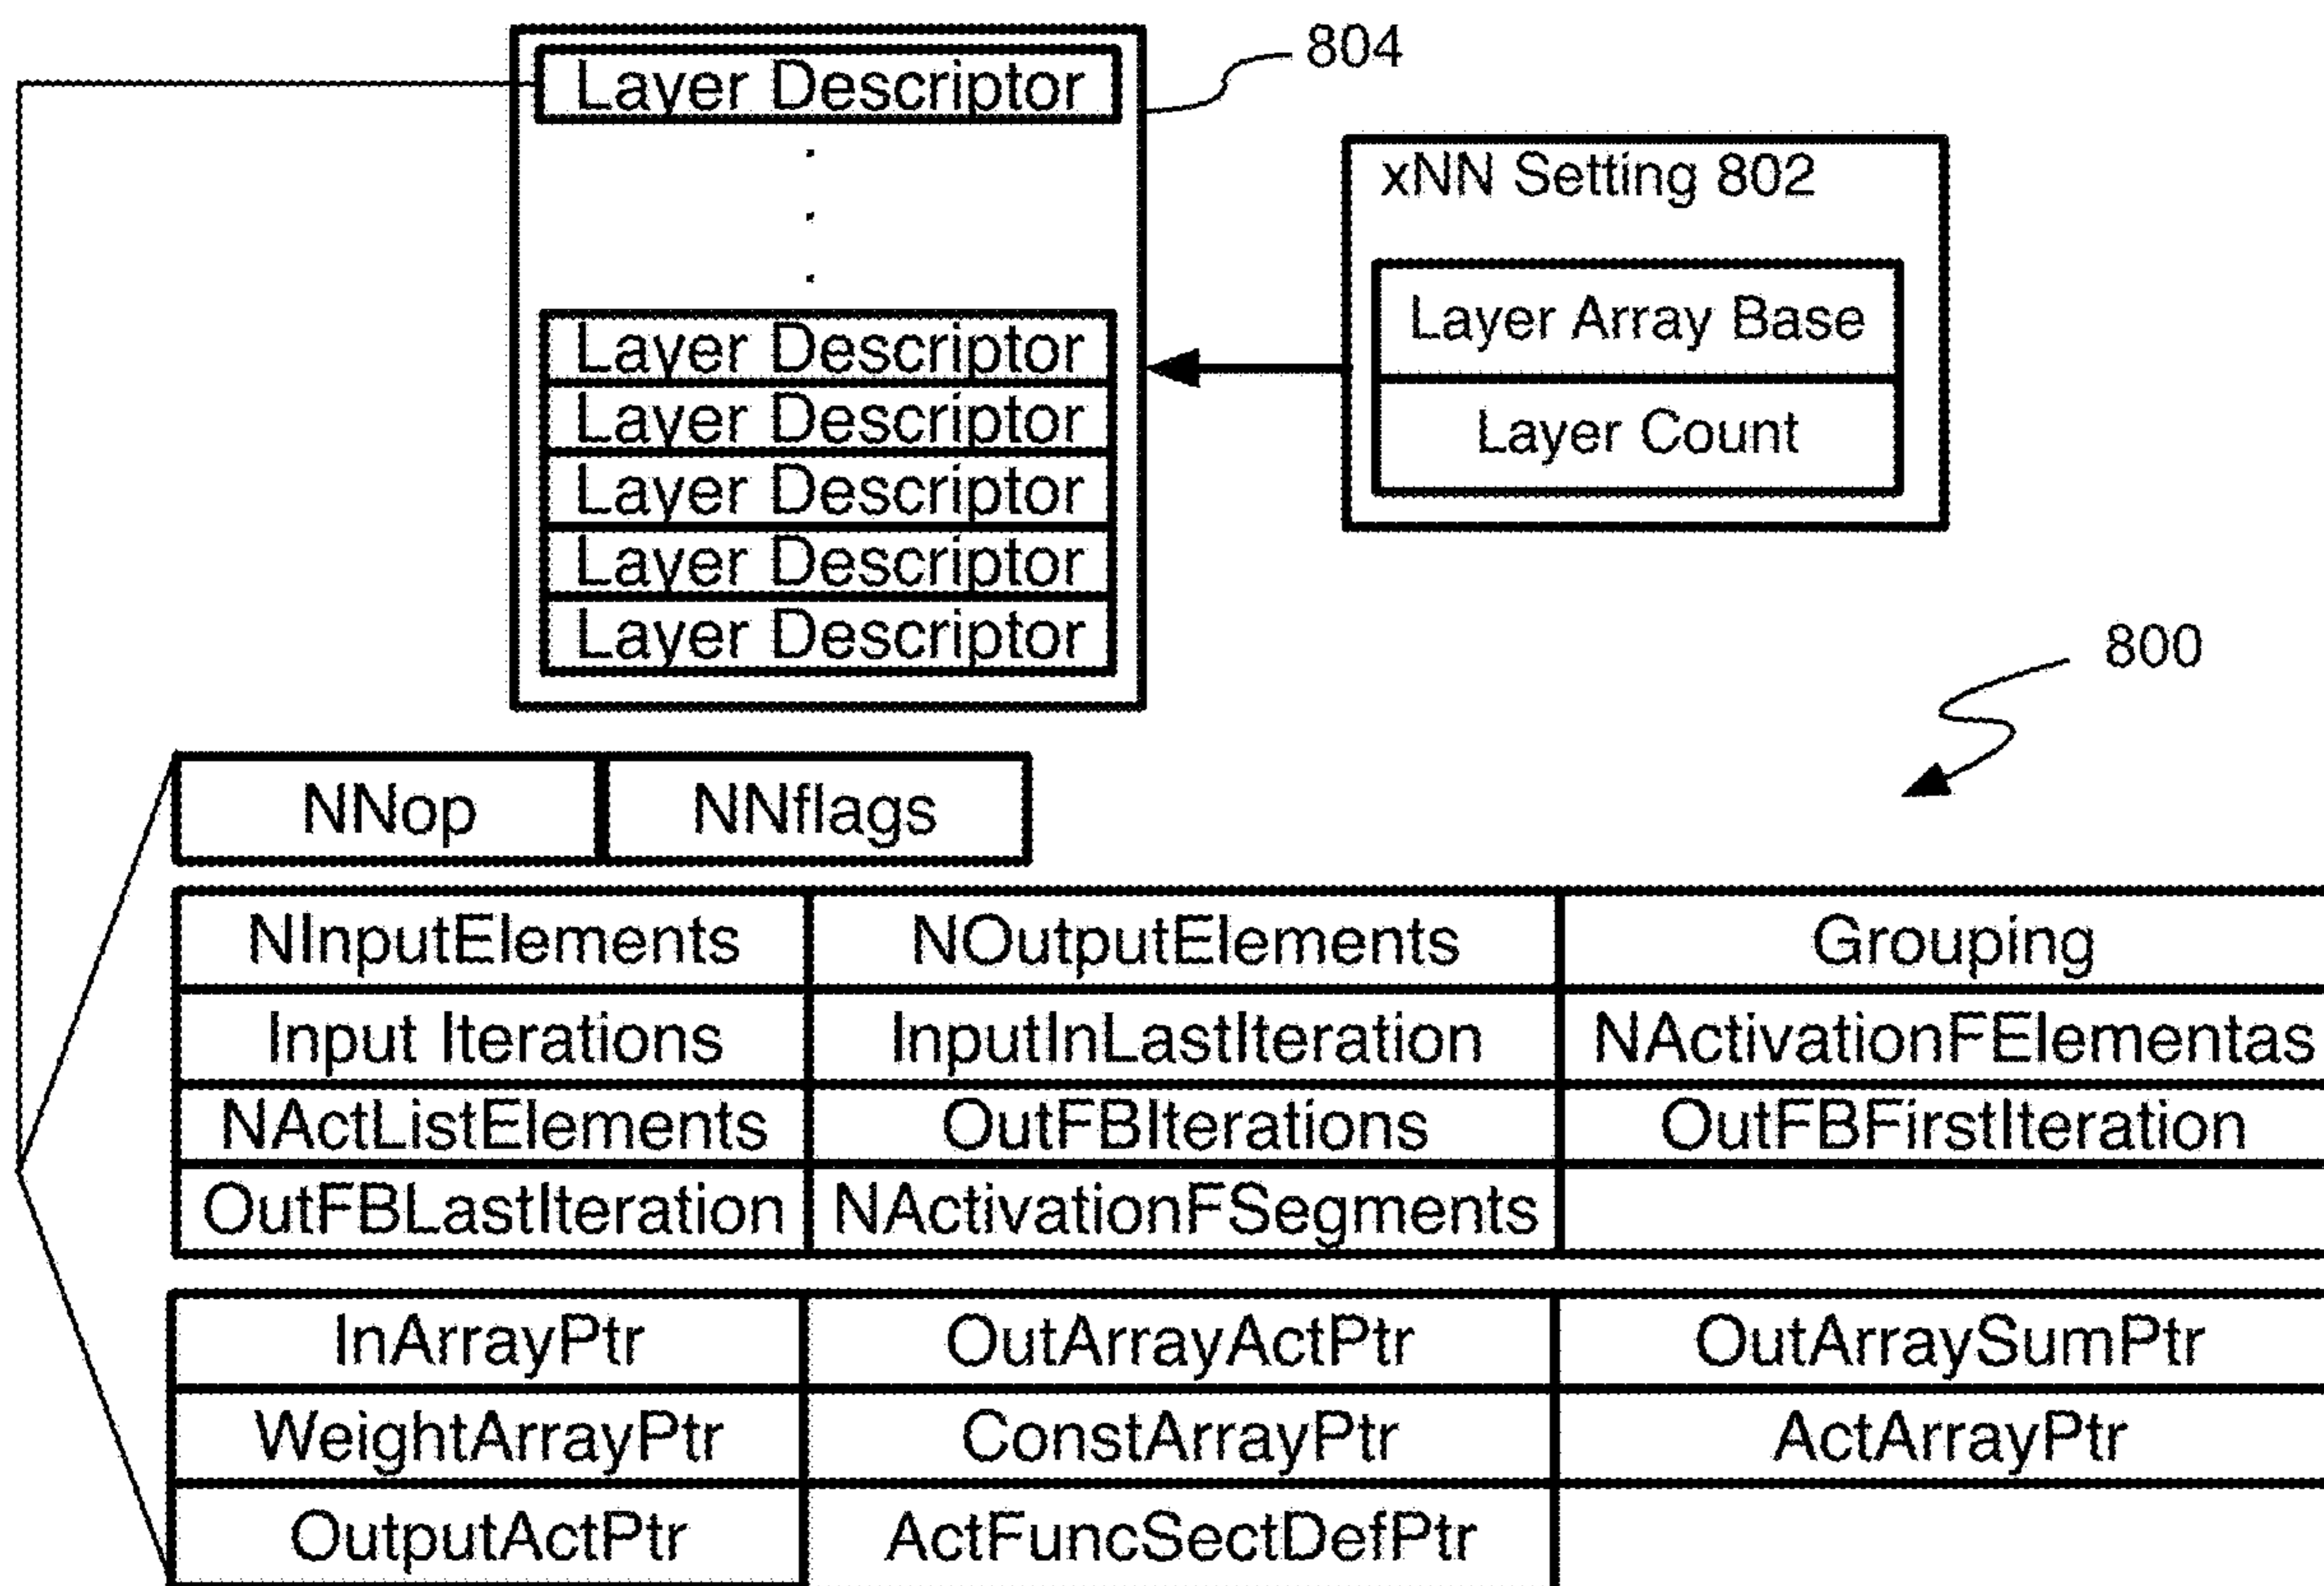 Layer Descriptor
804
xNN Setting 802
Layer Array Base
Layer Count
Layer Descriptor
Layer Descriptor
Layer Descriptor
Layer Descriptor
Layer Descriptor
800
NNop NNflags
NInputElements NOutputElements Grouping
Input Iterations InputInLastIteration NActivationFElementas
NActListElements OutFBIterations OutFBFirstIteration
OutFBLastIteration NActivationFSegments
InArrayPtr OutArrayActPtr OutArraySumPtr
WeightArrayPtr ConstArrayPtr ActArrayPtr
OutputActPtr ActFuncSectDefPtr